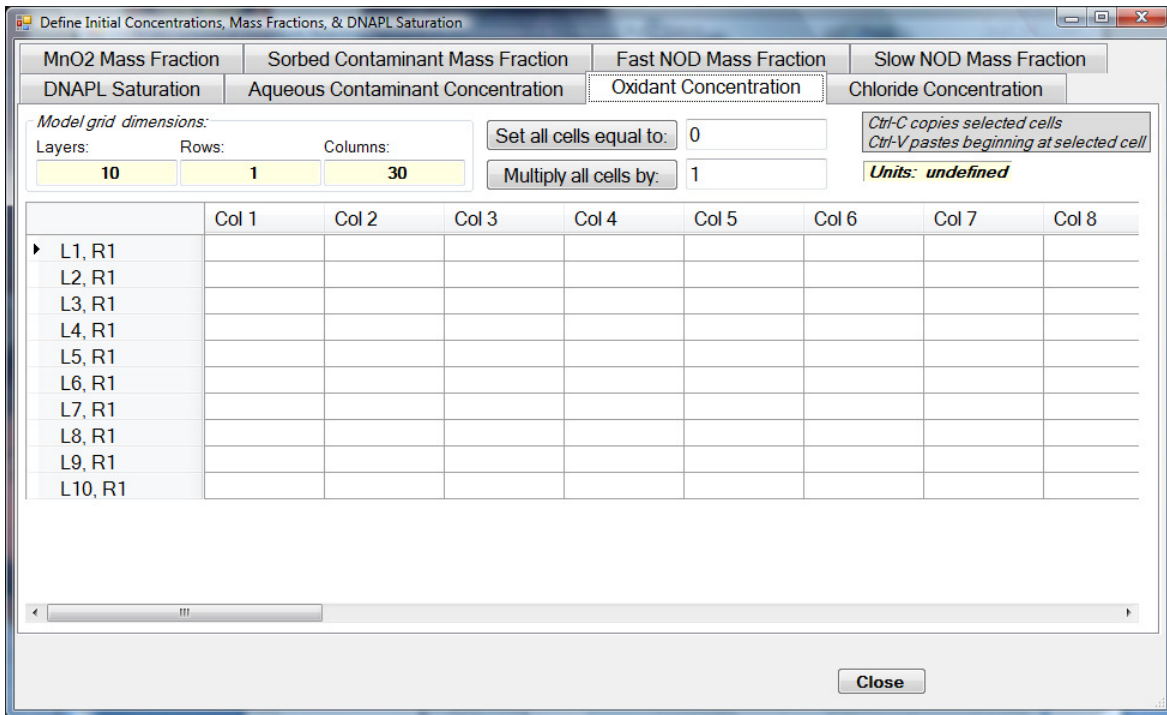 Define Initial Concentrations, Mass Fractions, & DNAPL Saturation
MnO2 Mass Fraction Sorbed Contaminant Mass Fraction Fast NOD Mass Fraction Slow NOD Mass Fraction
DNAPL Saturation Aqueous Contaminant Concentration Oxidant Concentration Chloride Concentration
Model grid dimensions:
Layers: Rows: Columns:
10 1 30
Set all cells equal to: 0
Multiply all cells by: 1
Ctrl-C copies selected cells
Ctrl-V pastes beginning at selected cell
Units: undefined
Col 1 Col 2 Col 3 Col 4 Col 5 Col 6 Col 7 Col 8
L1, R1
L2, R1
L3, R1
L4, R1
L5, R1
L6, R1
L7, R1
L8, R1
L9, R1
L10, R1
Close